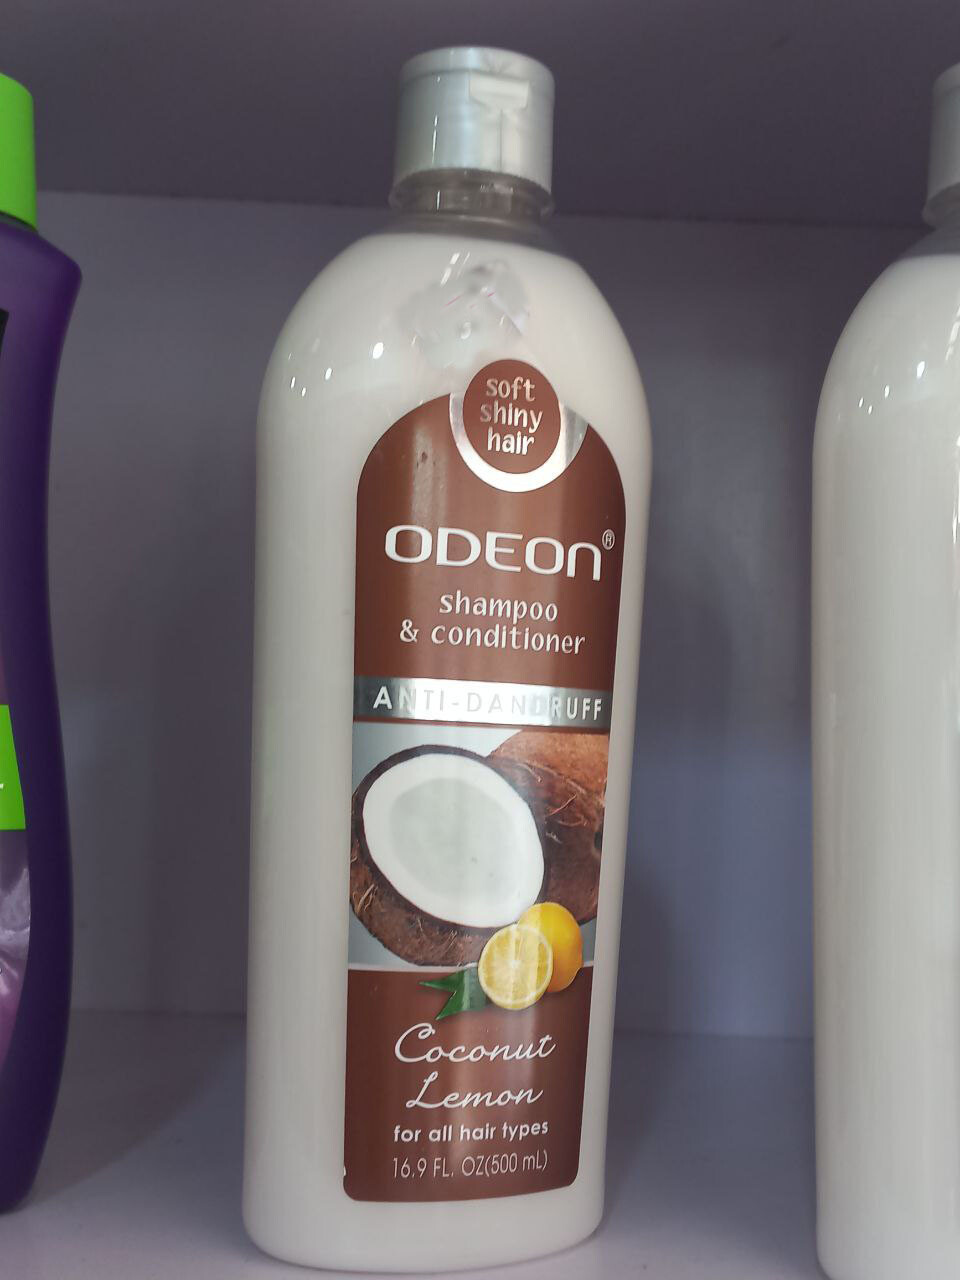 soft
shiny
hair
ODEON®
shampoo
& conditioner
ANTI-DANDRUFF
Coconut
Lemon
for all hair types
16.9 FL. OZ(500 mL)